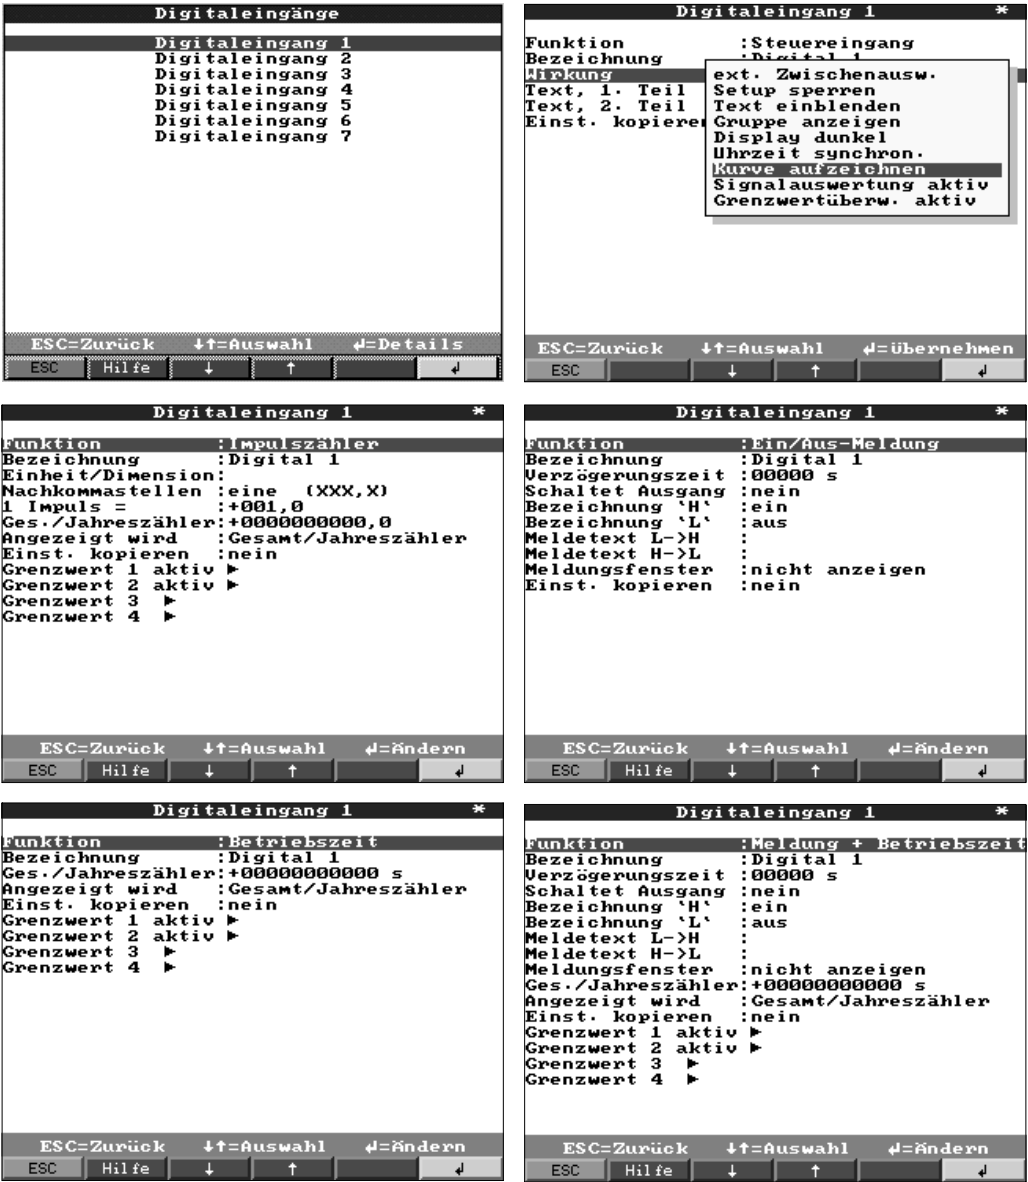 Digitaleingänge
Digitaleingang 1
Digitaleingang 2
Digitaleingang 3
Digitaleingang 4
Digitaleingang 5
Digitaleingang 6
Digitaleingang 7
ESC=Zurück ↓↑=Auswahl ↲=Details
ESC Hilfe ↓ ↑ ↲
Digitaleingang 1 *
Funktion :Steuereingang
Bezeichnung :Digital 1
Wirkung
Text, 1. Teil
Text, 2. Teil
Einst. kopieren
ext. Zwischenausw.
Setup sperren
Text einblenden
Gruppe anzeigen
Display dunkel
Uhrzeit synchron.
Kurve aufzeichnen
Signalauswertung aktiv
Grenzwertüberw. aktiv
ESC=Zurück ↓↑=Auswahl ↲=übernehmen
ESC ↓ ↑ ↲
Digitaleingang 1 *
Funktion :Impulszähler
Bezeichnung :Digital 1
Einheit/Dimension:
Nachkommastellen :eine (XXX,X)
1 Impuls = :+001,0
Ges./Jahreszähler:+0000000000,0
Angezeigt wird :Gesamt/Jahreszähler
Einst. kopieren :nein
Grenzwert 1 aktiv ►
Grenzwert 2 aktiv ►
Grenzwert 3 ►
Grenzwert 4 ►
ESC=Zurück ↓↑=Auswahl ↲=Ändern
ESC Hilfe ↓ ↑ ↲
Digitaleingang 1 *
Funktion :Ein/Aus-Meldung
Bezeichnung :Digital 1
Verzögerungszeit :00000 s
Schaltet Ausgang :nein
Bezeichnung 'H' :ein
Bezeichnung 'L' :aus
Meldetext L->H :
Meldetext H->L :
Meldungsfenster :nicht anzeigen
Einst. kopieren :nein
ESC=Zurück ↓↑=Auswahl ↲=Ändern
ESC Hilfe ↓ ↑ ↲
Digitaleingang 1 *
Funktion :Betriebszeit
Bezeichnung :Digital 1
Ges./Jahreszähler:+00000000000 s
Angezeigt wird :Gesamt/Jahreszähler
Einst. kopieren :nein
Grenzwert 1 aktiv ►
Grenzwert 2 aktiv ►
Grenzwert 3 ►
Grenzwert 4 ►
ESC=Zurück ↓↑=Auswahl ↲=Ändern
ESC Hilfe ↓ ↑ ↲
Digitaleingang 1 *
Funktion :Meldung + Betriebszeit
Bezeichnung :Digital 1
Verzögerungszeit :00000 s
Schaltet Ausgang :nein
Bezeichnung 'H' :ein
Bezeichnung 'L' :aus
Meldetext L->H :
Meldetext H->L :
Meldungsfenster :nicht anzeigen
Ges./Jahreszähler:+00000000000 s
Angezeigt wird :Gesamt/Jahreszähler
Einst. kopieren :nein
Grenzwert 1 aktiv ►
Grenzwert 2 aktiv ►
Grenzwert 3 ►
Grenzwert 4 ►
ESC=Zurück ↓↑=Auswahl ↲=Ändern
ESC Hilfe ↓ ↑ ↲